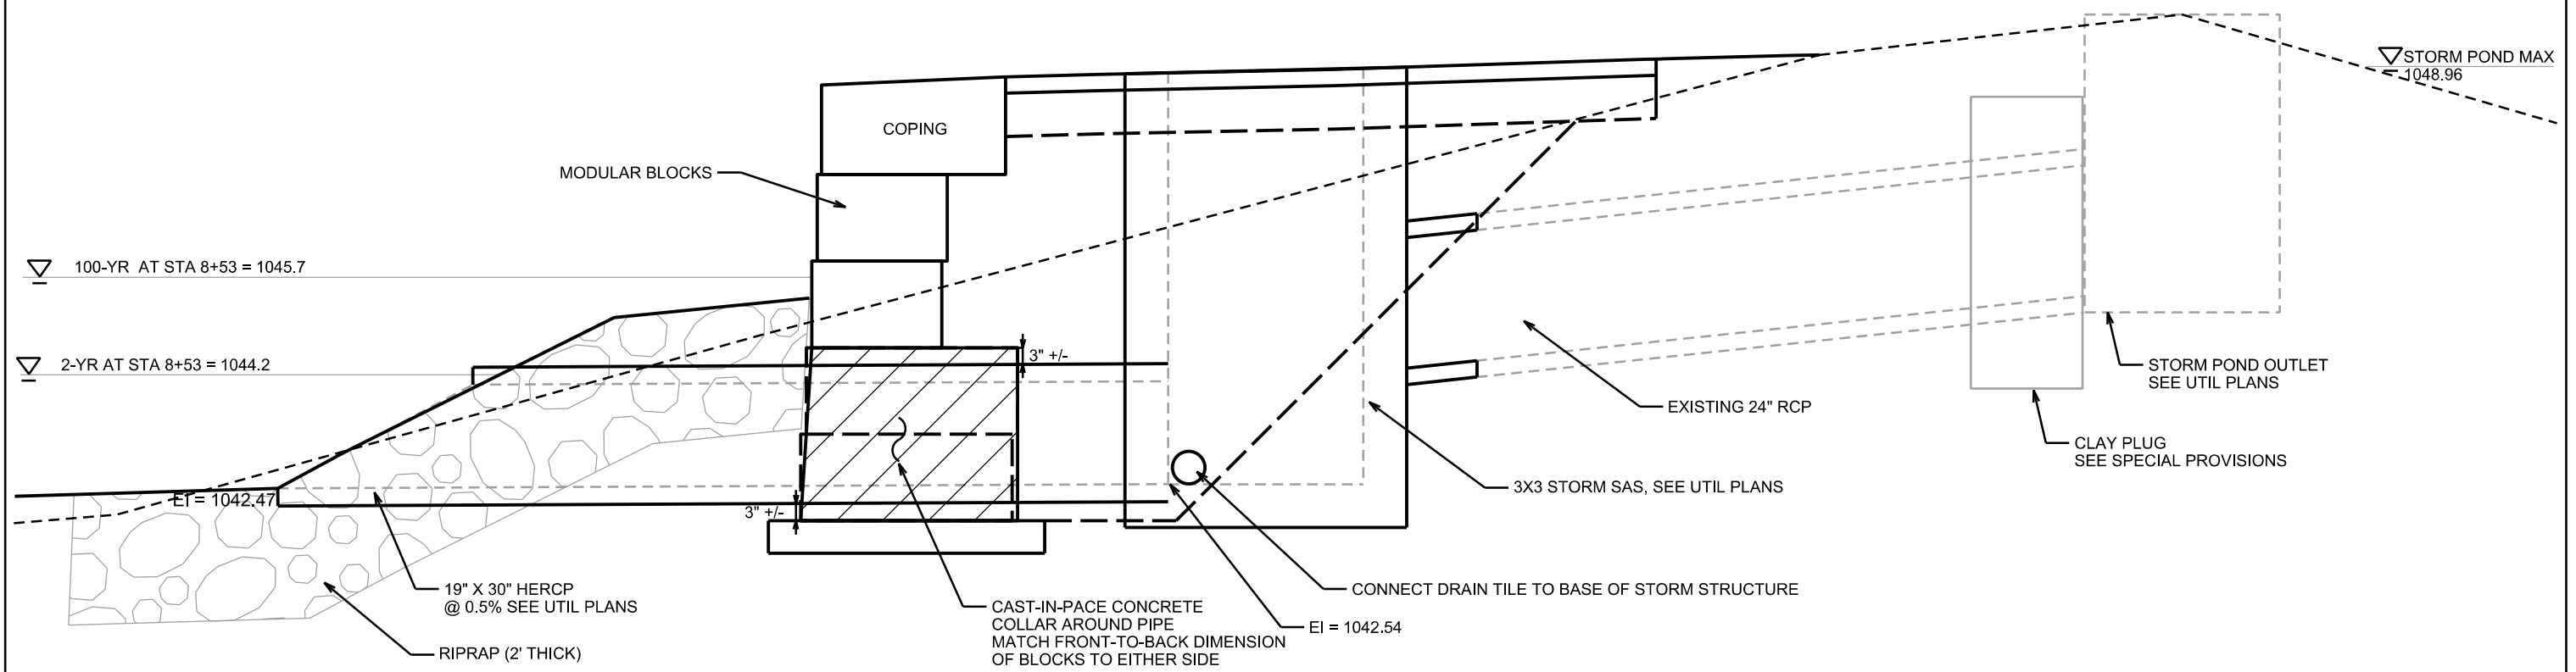 STORM POND MAX
1048.96
COPING
MODULAR BLOCKS
100-YR AT STA 8+53 = 1045.7
2-YR AT STA 8+53 = 1044.2
3" +/-
STORM POND OUTLET
SEE UTIL PLANS
EXISTING 24" RCP
CLAY PLUG
SEE SPECIAL PROVISIONS
3X3 STORM SAS, SEE UTIL PLANS
El = 1042.47
3" +/-
19" X 30" HERCP
@ 0.5% SEE UTIL PLANS
CONNECT DRAIN TILE TO BASE OF STORM STRUCTURE
CAST-IN-PACE CONCRETE
COLLAR AROUND PIPE
MATCH FRONT-TO-BACK DIMENSION
OF BLOCKS TO EITHER SIDE
El = 1042.54
RIPRAP (2' THICK)